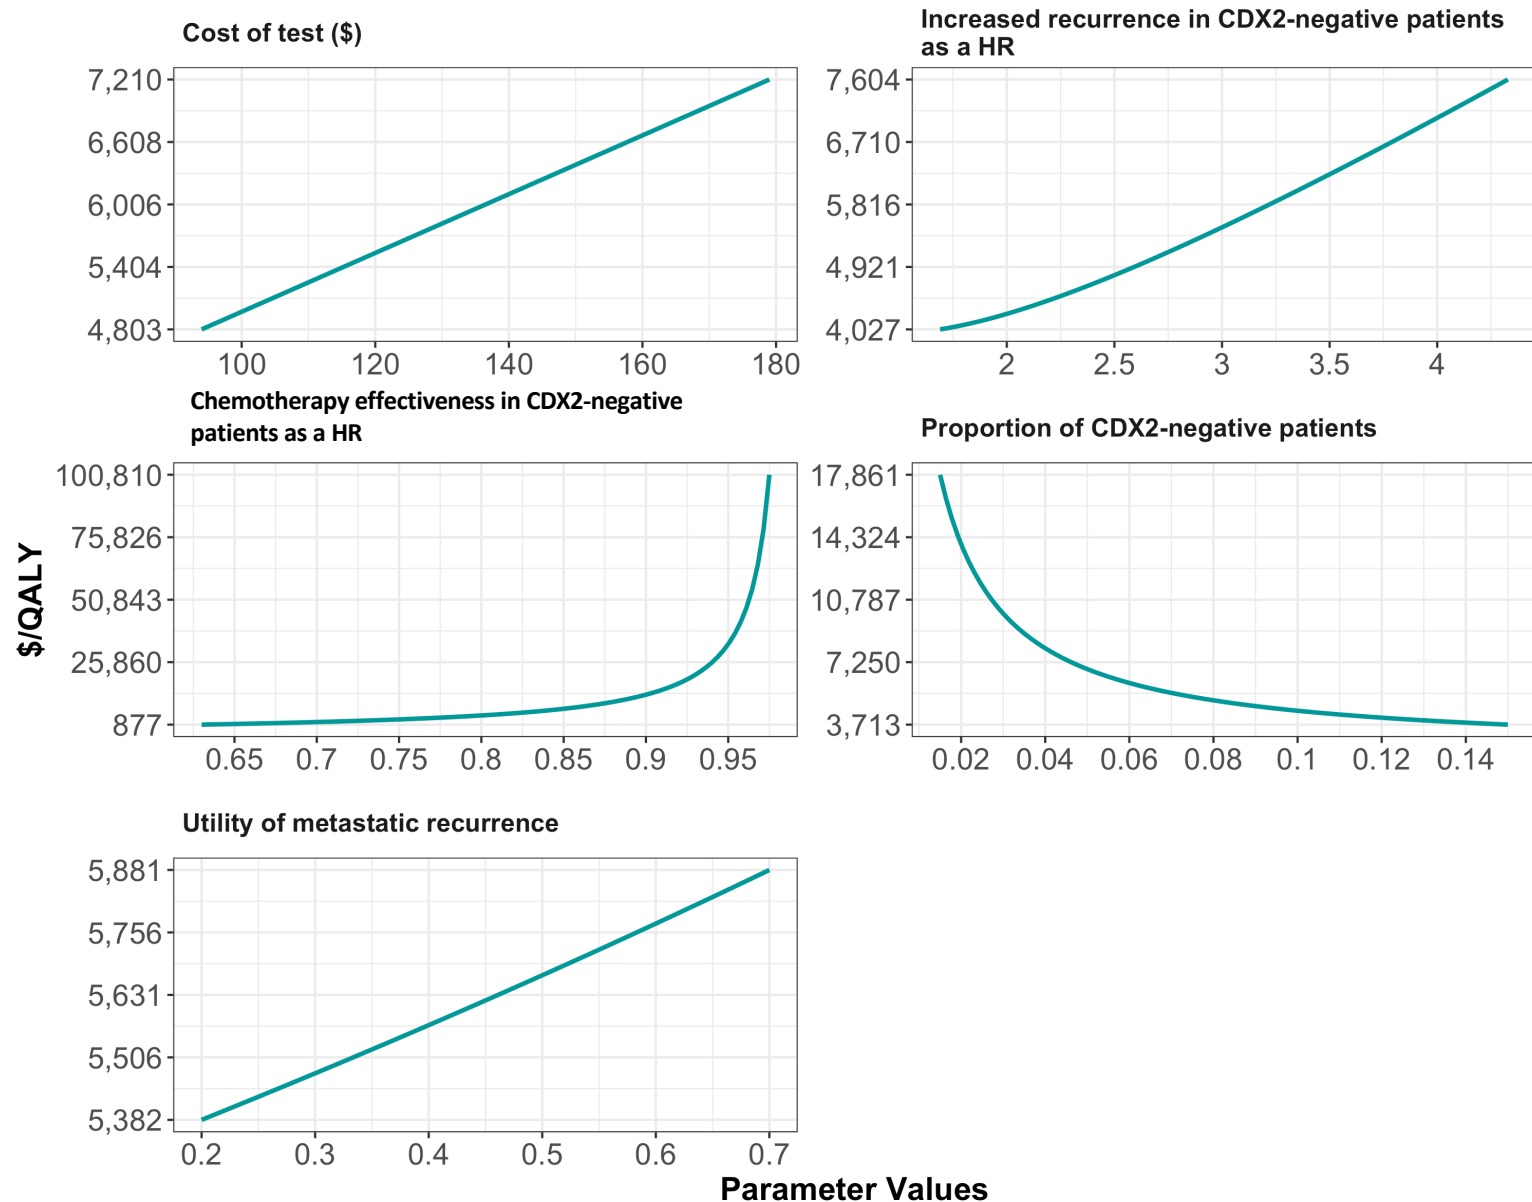 Cost of test ($)
7,210
6,608
6,006
5,404
4,803
100 120 140 160 180
Increased recurrence in CDX2-negative patients
as a HR
7,604
6,710
5,816
4,921
4,027
2 2.5 3 3.5 4
$/QALY
Chemotherapy effectiveness in CDX2-negative
patients as a HR
100,810
75,826
50,843
25,860
877
0.65 0.7 0.75 0.8 0.85 0.9 0.95
Proportion of CDX2-negative patients
17,861
14,324
10,787
7,250
3,713
0.02 0.04 0.06 0.08 0.1 0.12 0.14
Utility of metastatic recurrence
5,881
5,756
5,631
5,506
5,382
0.2 0.3 0.4 0.5 0.6 0.7
Parameter Values